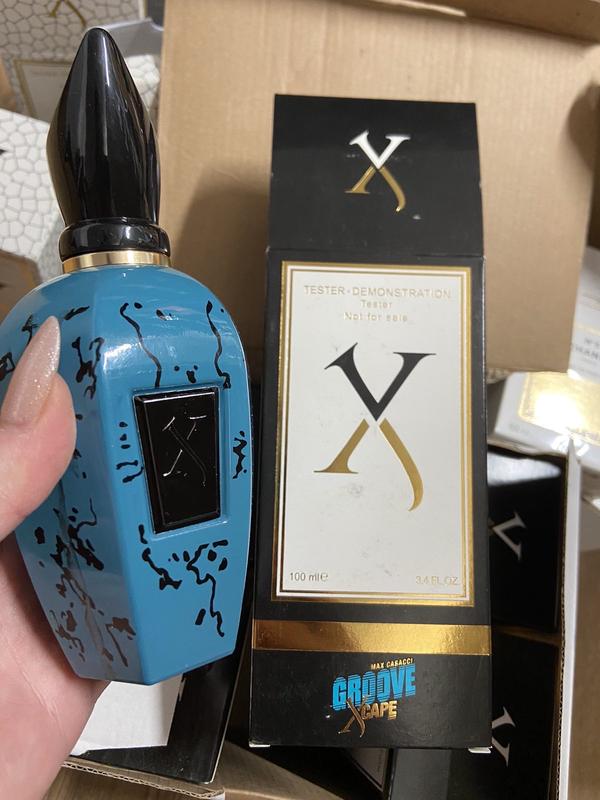 X
X
TESTER-DEMONSTRATION
Tester
Not for sale
X
100 ml e
3.4 FL.OZ
MAX CASACCI
GROOVE
XCAPE